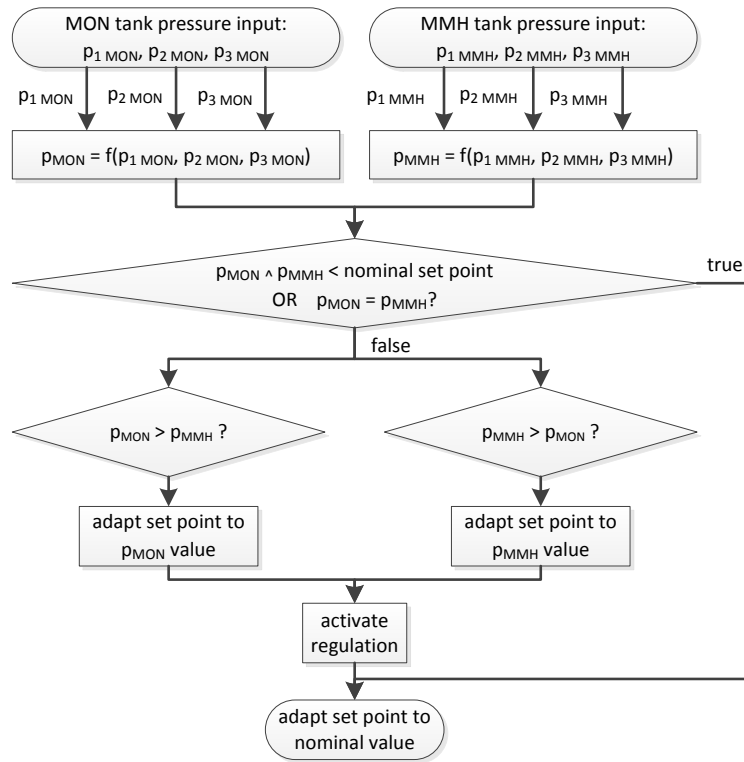 MON tank pressure input:
p1 MON, p2 MON, p3 MON
MMH tank pressure input:
p1 MMH, p2 MMH, p3 MMH
p1 MON
p2 MON
p3 MON
p1 MMH
p2 MMH
p3 MMH
pMON = f(p1 MON, p2 MON, p3 MON)
pMMH = f(p1 MMH, p2 MMH, p3 MMH)
pMON ^ pMMH < nominal set point
OR pMON = pMMH?
true
false
pMON > pMMH ?
pMMH > pMON ?
adapt set point to
pMON value
adapt set point to
pMMH value
activate
regulation
adapt set point to
nominal value